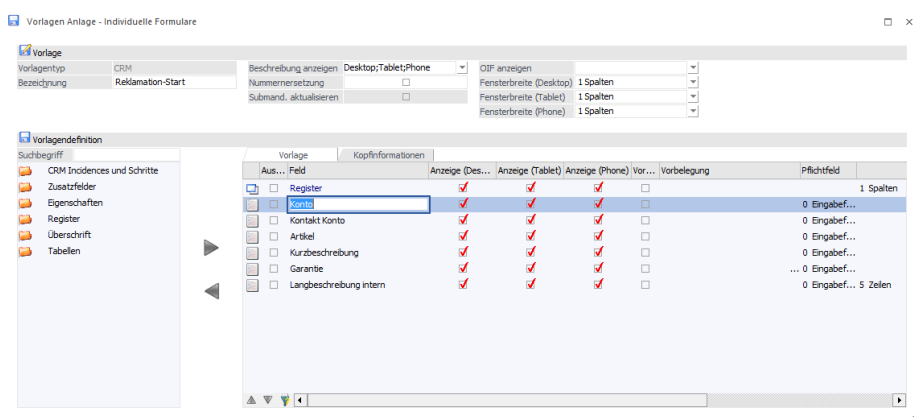 Vorlagen Anlage - Individuelle Formulare
Vorlage
Vorlagentyp CRM Beschreibung anzeigen Desktop;Tablet;Phone OIF anzeigen
Bezeichnung Reklamation-Start Nummernersetzung Fensterbreite (Desktop) 1 Spalten
Submand. aktualisieren Fensterbreite (Tablet) 1 Spalten
Fensterbreite (Phone) 1 Spalten
Vorlagendefinition
Suchbegriff Vorlage Kopfinformationen
Aus... Feld Anzeige (Des... Anzeige (Tablet) Anzeige (Phone) Vor... Vorbelegung Pflichtfeld
CRM Incidences und Schritte Register 1 Spalten
Zusatzfelder Konto 0 Eingabef...
Eigenschaften Kontakt Konto 0 Eingabef...
Register Artikel 0 Eingabef...
Überschrift Kurzbeschreibung 0 Eingabef...
Tabellen Garantie ... 0 Eingabef...
Langbeschreibung intern 0 Eingabef... 5 Zeilen